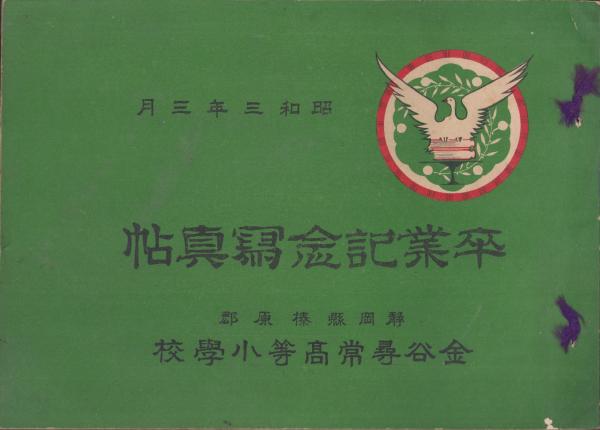 昭和三年三月
卒業記念寫真帖
靜岡縣榛原郡
金谷尋常高等小學校